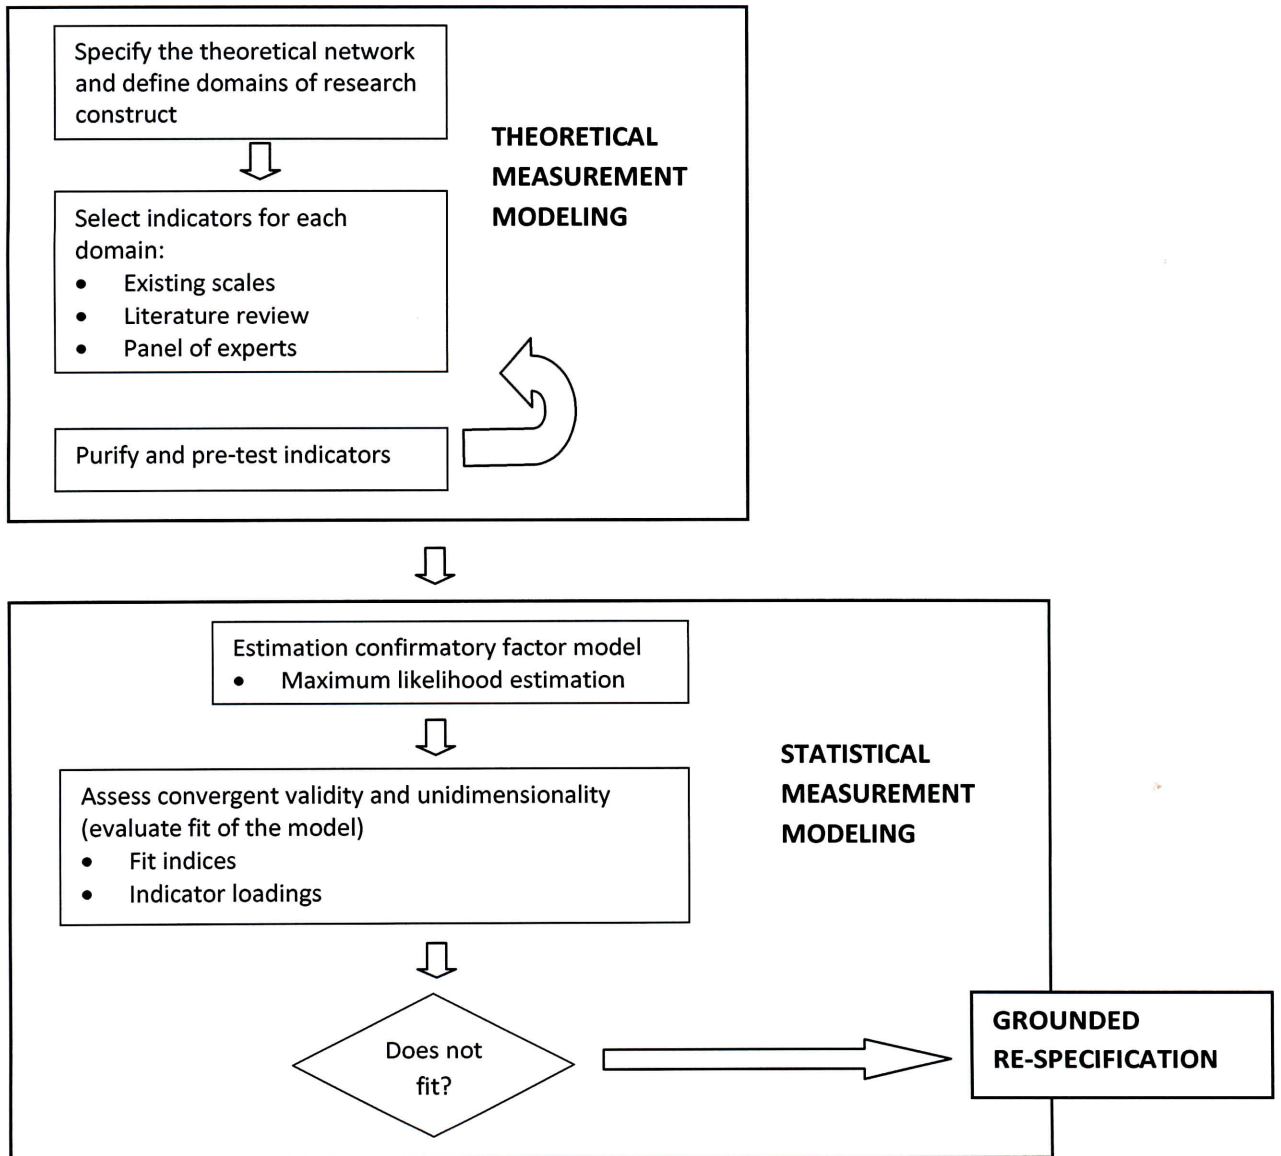 Specify the theoretical network
and define domains of research
construct
THEORETICAL
MEASUREMENT
MODELING
Select indicators for each
domain:
• Existing scales
• Literature review
• Panel of experts
Purify and pre-test indicators
Estimation confirmatory factor model
• Maximum likelihood estimation
STATISTICAL
MEASUREMENT
MODELING
Assess convergent validity and unidimensionality
(evaluate fit of the model)
• Fit indices
• Indicator loadings
Does not
fit?
GROUNDED
RE-SPECIFICATION